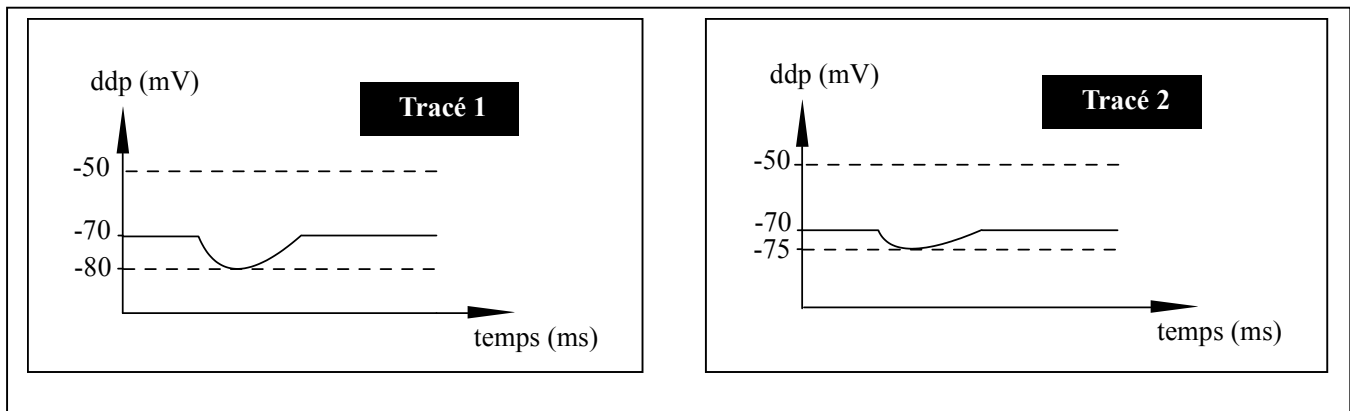 ddp (mV)
Tracé 1
-50
-70
-80
temps (ms)
ddp (mV)
Tracé 2
-50
-70
-75
temps (ms)